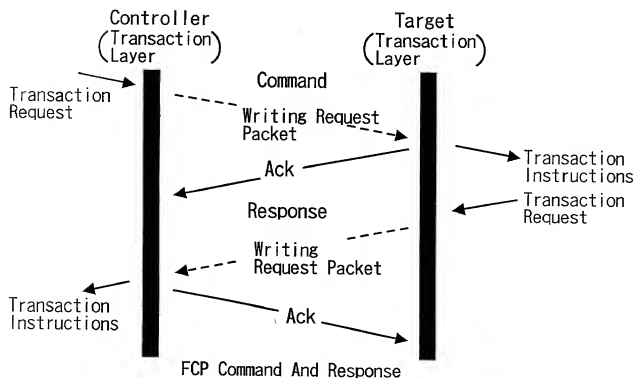 Controller
(Transaction)
Layer
Target
(Transaction)
Layer
Command
Transaction
Request
Writing Request
Packet
Ack
Transaction
Instructions
Response
Transaction
Request
Writing
Request Packet
Transaction
Instructions
Ack
FCP Command And Response